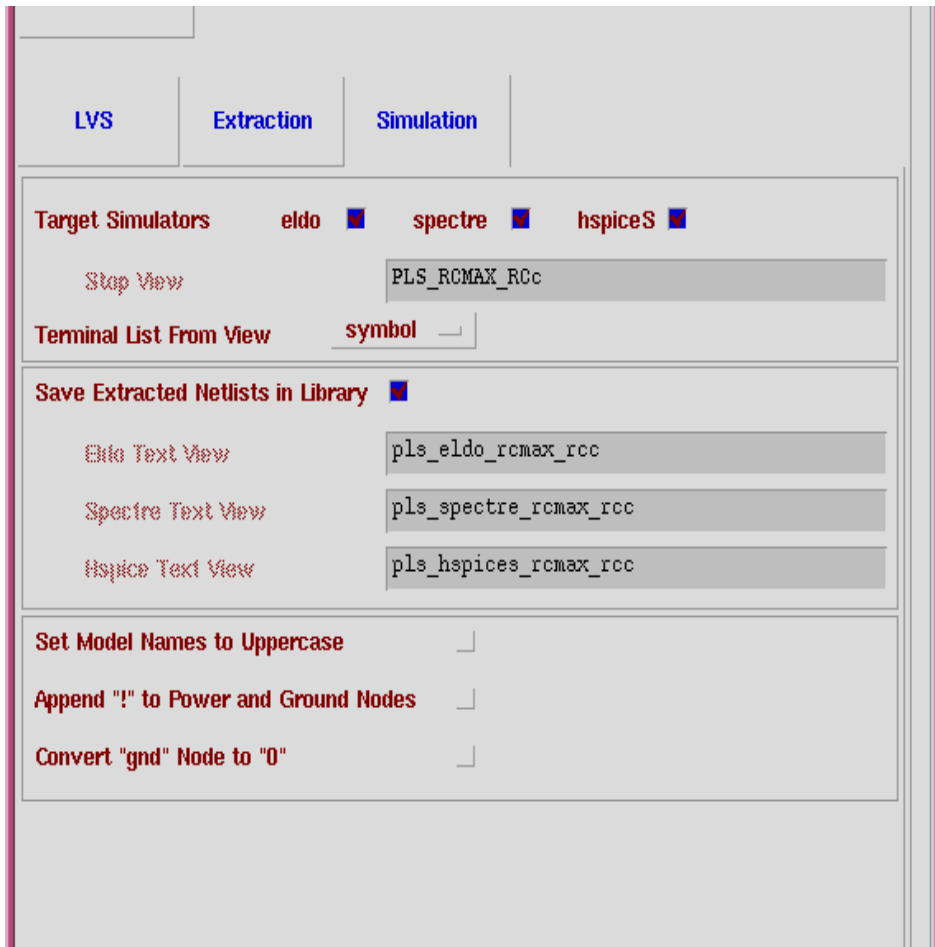 LVS Extraction Simulation
Target Simulators eldo spectre hspiceS
Stop View PLS_RCMAX_RCc
Terminal List From View symbol
Save Extracted Netlists in Library
Eldo Text View pls_eldo_rcmax_rcc
Spectre Text View pls_spectre_rcmax_rcc
Hspice Text View pls_hspices_rcmax_rcc
Set Model Names to Uppercase
Append "!" to Power and Ground Nodes
Convert "gnd" Node to "0"